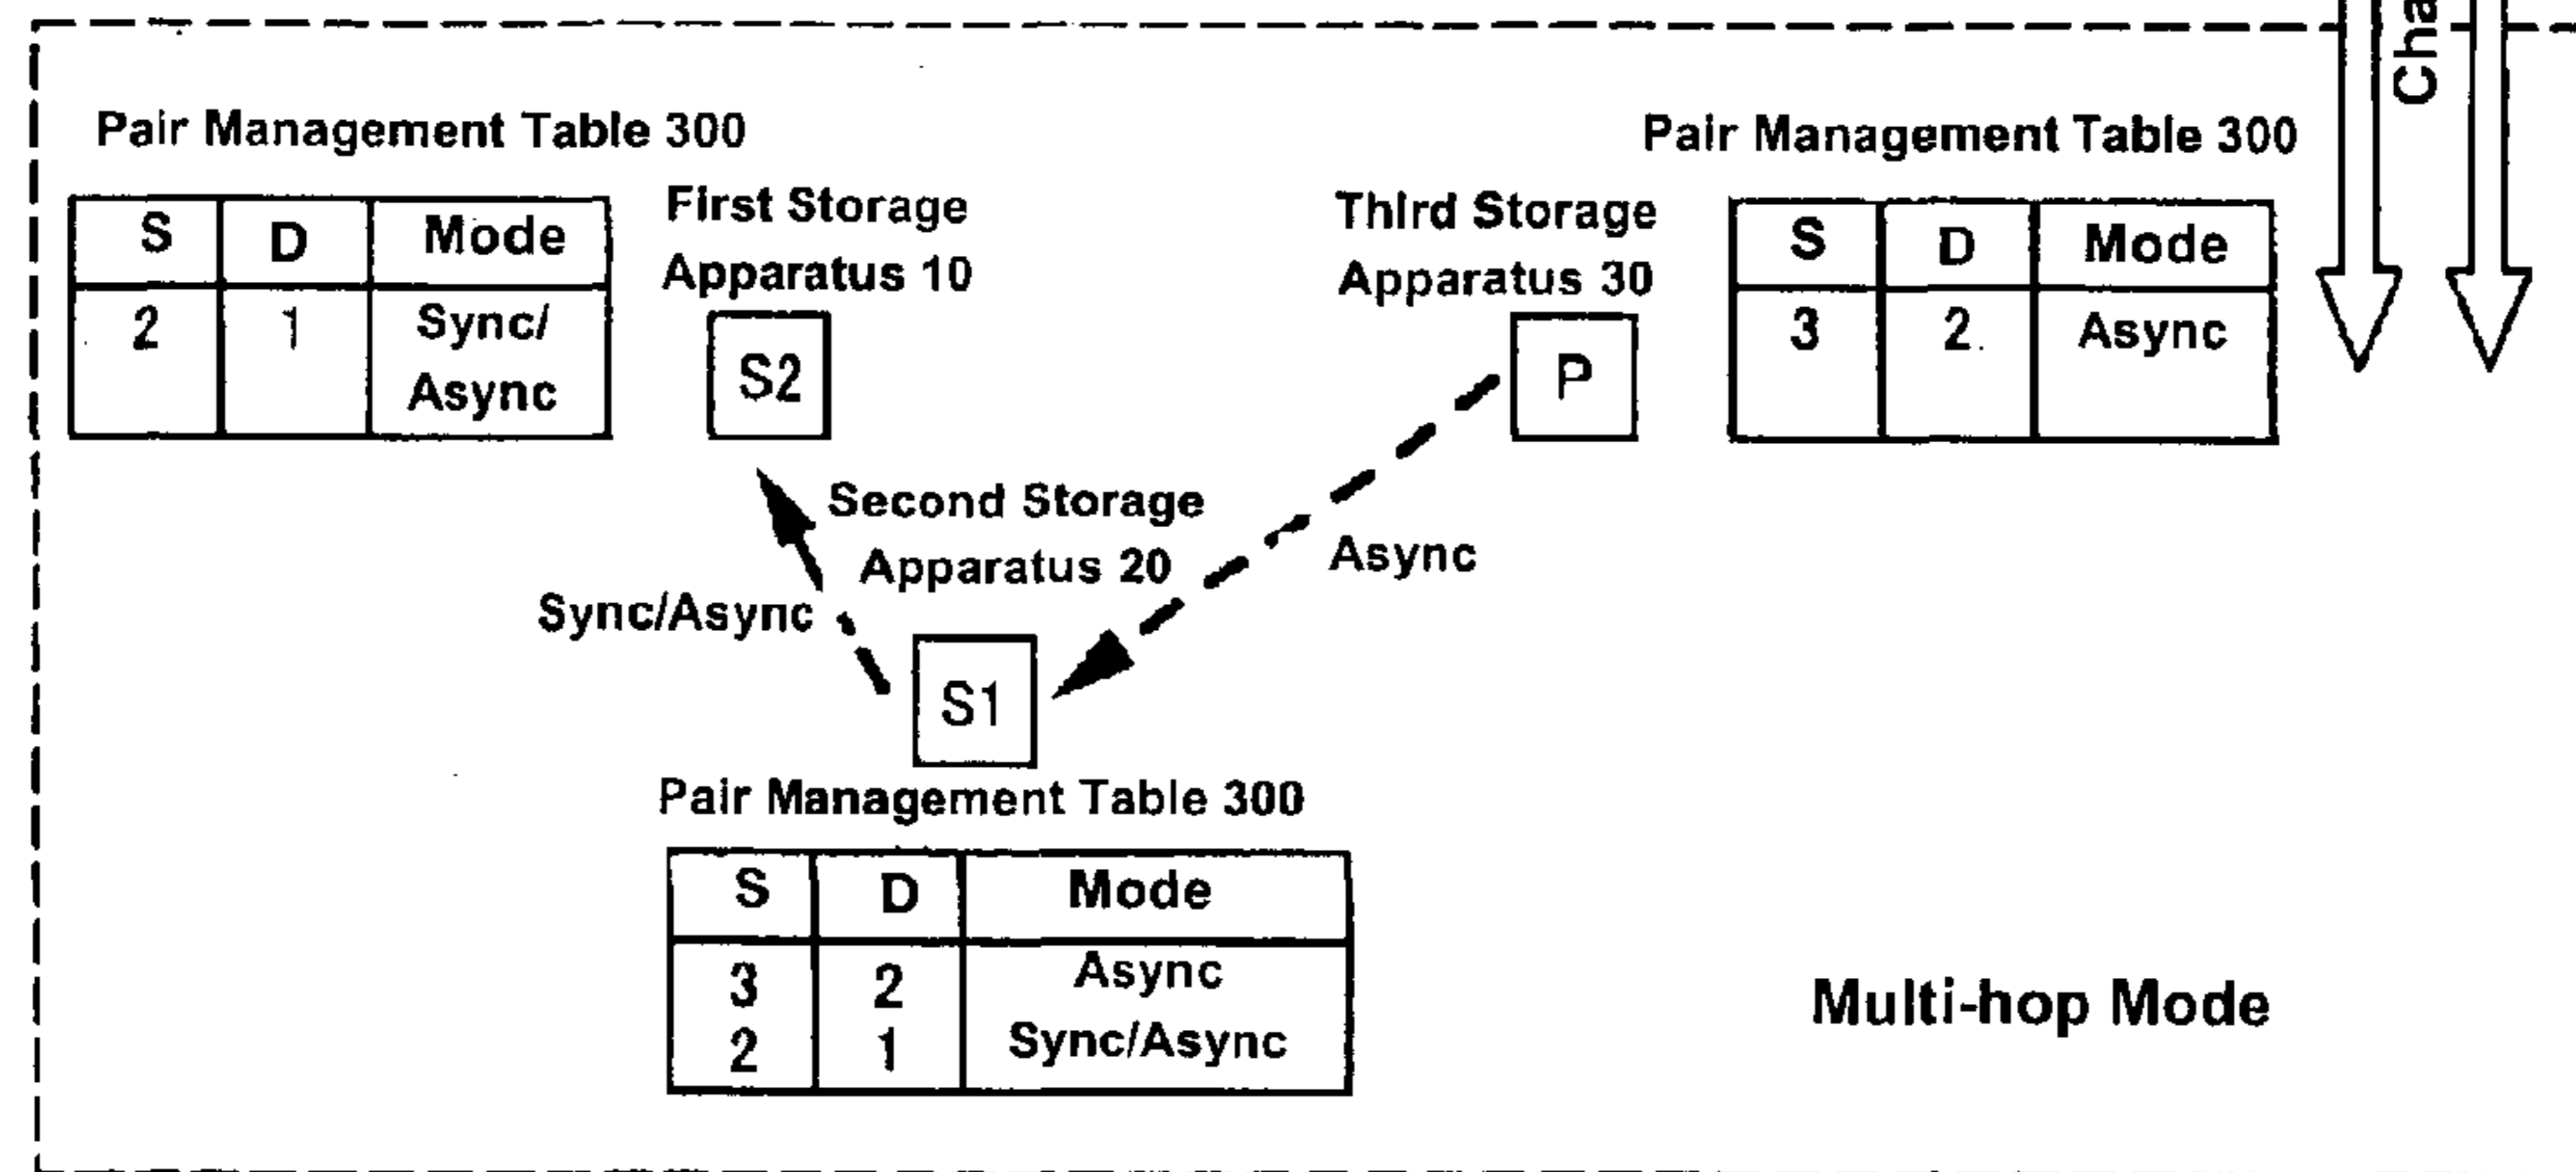 Cha
Pair Management Table 300
S D Mode
2 1 Sync/
Async
First Storage
Apparatus 10
S2
Third Storage
Apparatus 30
P
Pair Management Table 300
S D Mode
3 2 Async
Second Storage
Apparatus 20
Sync/Async
Async
S1
Pair Management Table 300
S D Mode
3 2 Async
2 1 Sync/Async
Multi-hop Mode